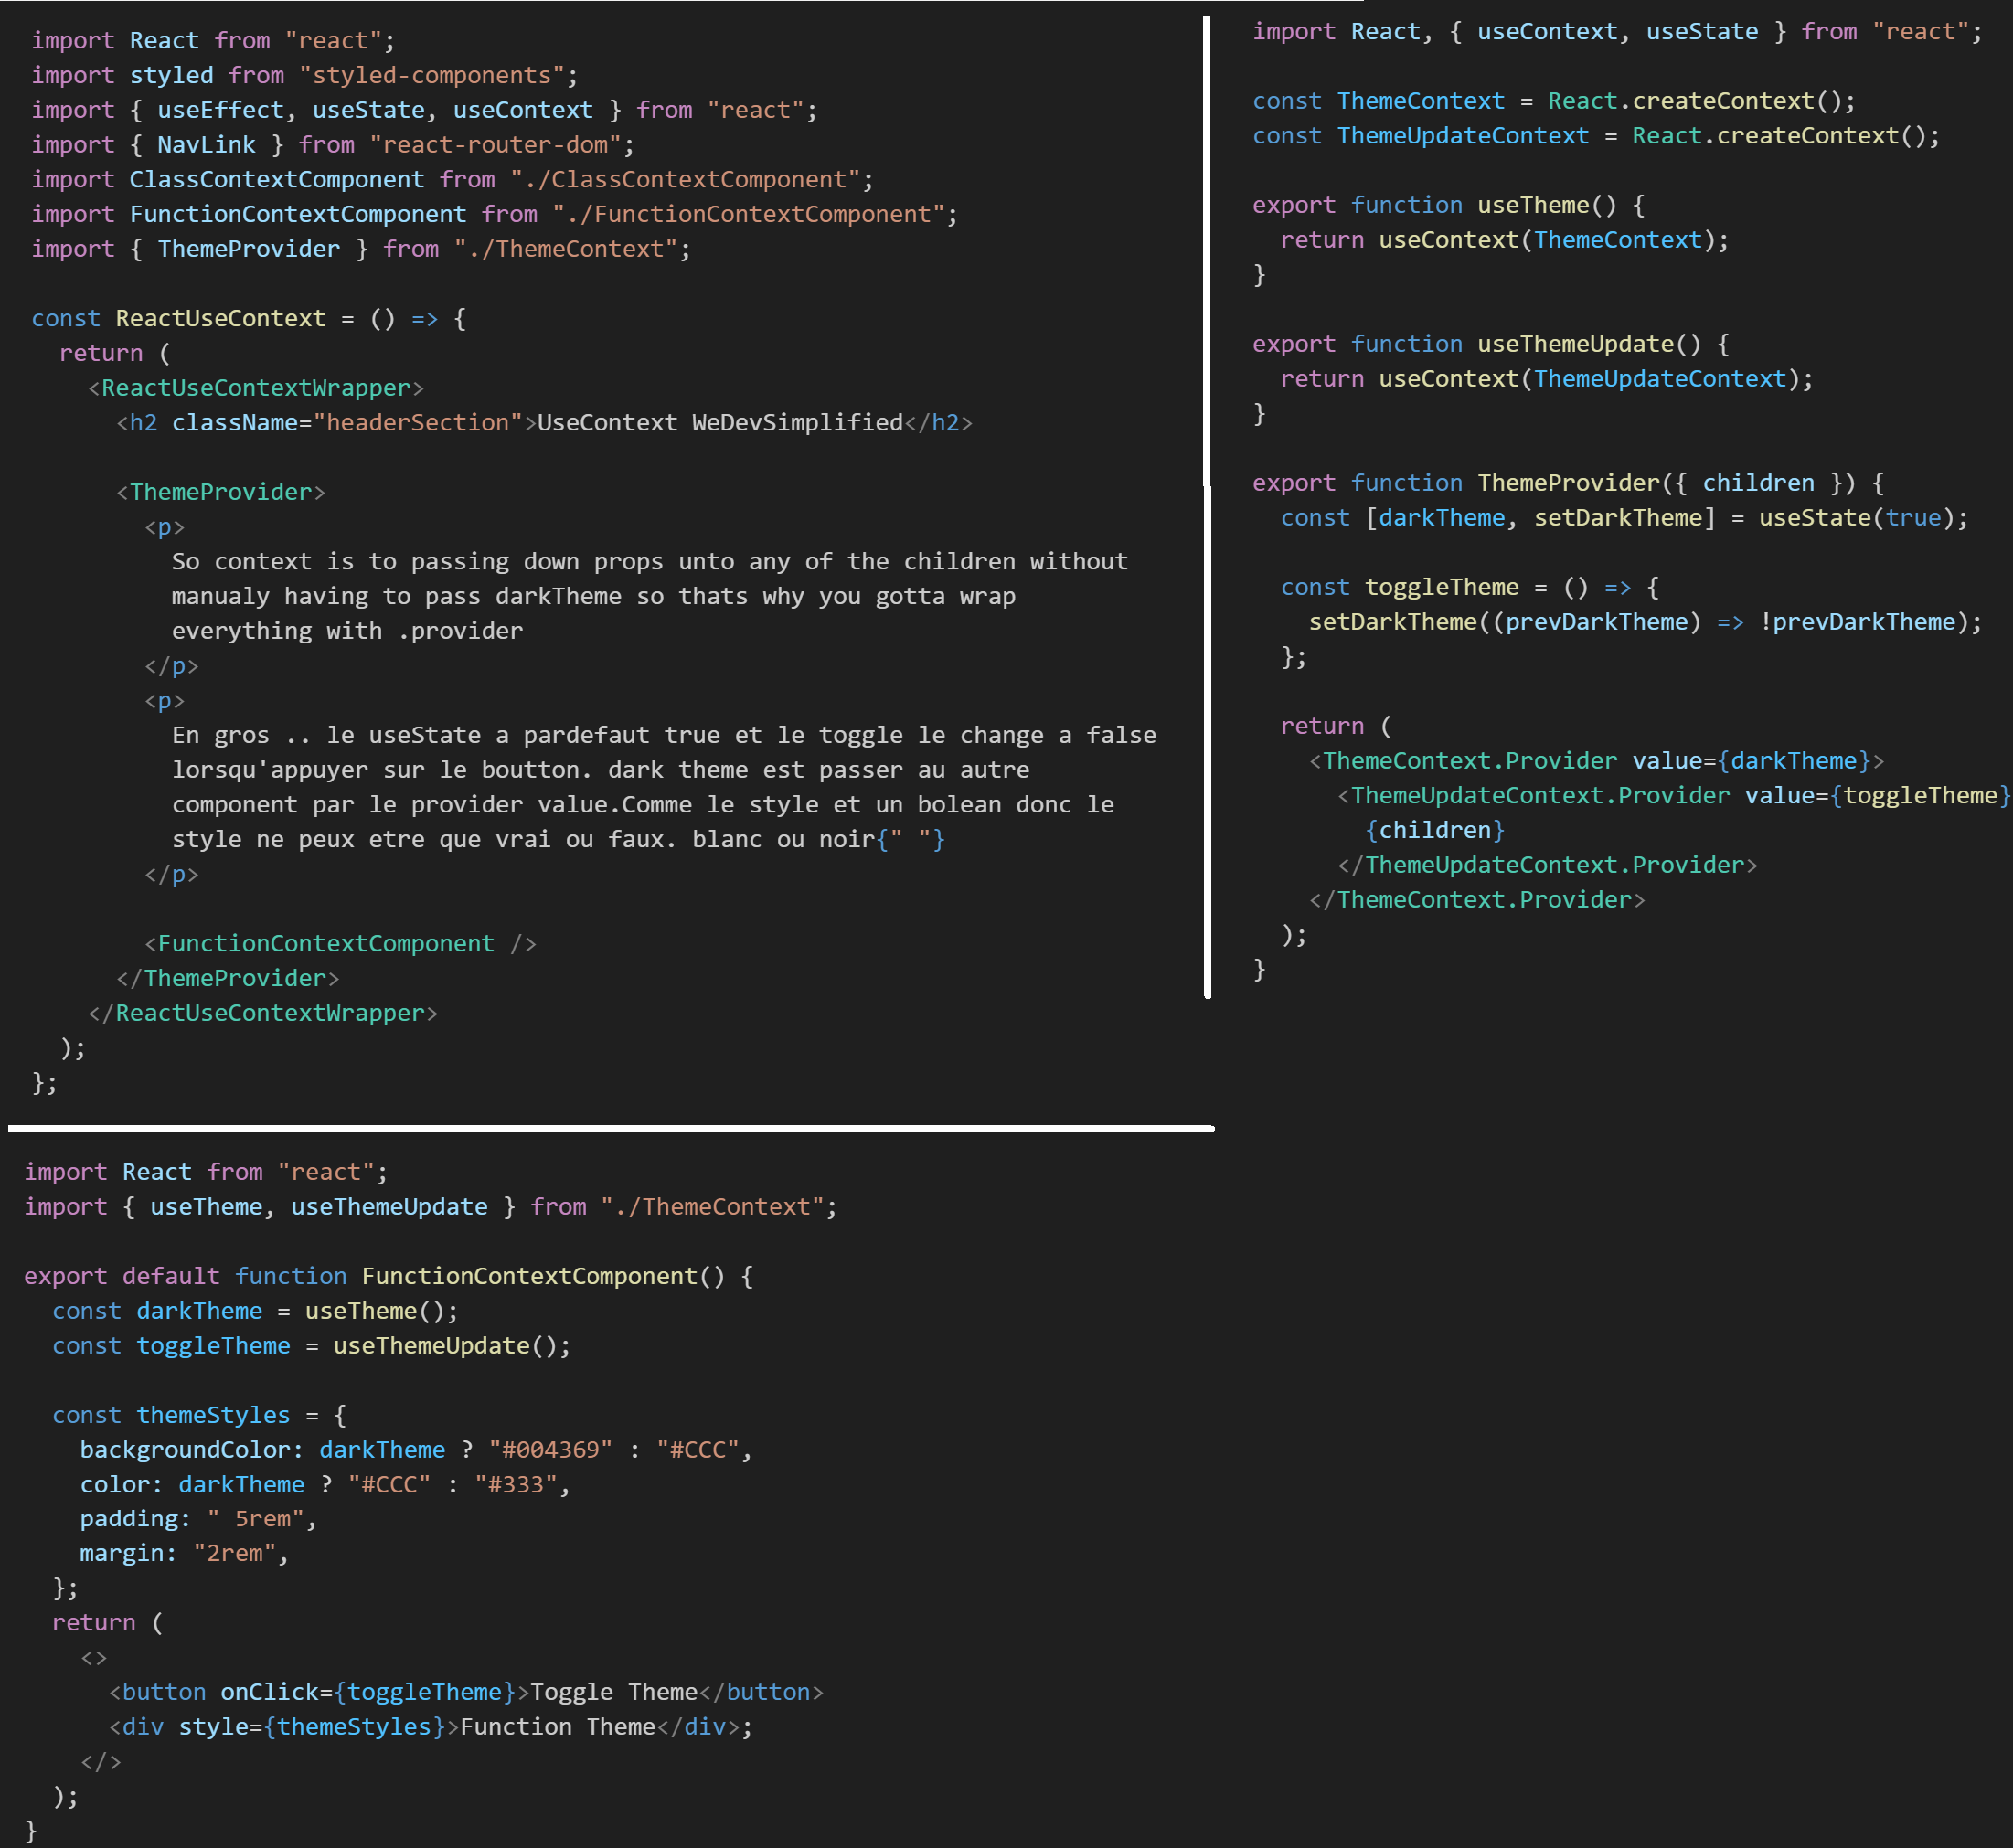 import React from "react";
import styled from "styled-components";
import { useEffect, useState, useContext } from "react";
import { NavLink } from "react-router-dom";
import ClassContextComponent from "./ClassContextComponent";
import FunctionContextComponent from "./FunctionContextComponent";
import { ThemeProvider } from "./ThemeContext";

const ReactUseContext = () => {
  return (
    <ReactUseContextWrapper>
      <h2 className="headerSection">UseContext WeDevSimplified</h2>

      <ThemeProvider>
        <p>
          So context is to passing down props unto any of the children without
          manualy having to pass darkTheme so thats why you gotta wrap
          everything with .provider
        </p>
        <p>
          En gros .. le useState a pardefaut true et le toggle le change a false
          lorsqu'appuyer sur le boutton. dark theme est passer au autre
          component par le provider value.Comme le style et un bolean donc le
          style ne peux etre que vrai ou faux. blanc ou noir{" "}
        </p>

        <FunctionContextComponent />
      </ThemeProvider>
    </ReactUseContextWrapper>
  );
};

import React, { useContext, useState } from "react";

const ThemeContext = React.createContext();
const ThemeUpdateContext = React.createContext();

export function useTheme() {
  return useContext(ThemeContext);
}

export function useThemeUpdate() {
  return useContext(ThemeUpdateContext);
}

export function ThemeProvider({ children }) {
  const [darkTheme, setDarkTheme] = useState(true);

  const toggleTheme = () => {
    setDarkTheme((prevDarkTheme) => !prevDarkTheme);
  };

  return (
    <ThemeContext.Provider value={darkTheme}>
      <ThemeUpdateContext.Provider value={toggleTheme}
        {children}
      </ThemeUpdateContext.Provider>
    </ThemeContext.Provider>
  );
}

import React from "react";
import { useTheme, useThemeUpdate } from "./ThemeContext";

export default function FunctionContextComponent() {
  const darkTheme = useTheme();
  const toggleTheme = useThemeUpdate();

  const themeStyles = {
    backgroundColor: darkTheme ? "#004369" : "#CCC",
    color: darkTheme ? "#CCC" : "#333",
    padding: " 5rem",
    margin: "2rem",
  };
  return (
    <>
      <button onClick={toggleTheme}>Toggle Theme</button>
      <div style={themeStyles}>Function Theme</div>;
    </>
  );
}